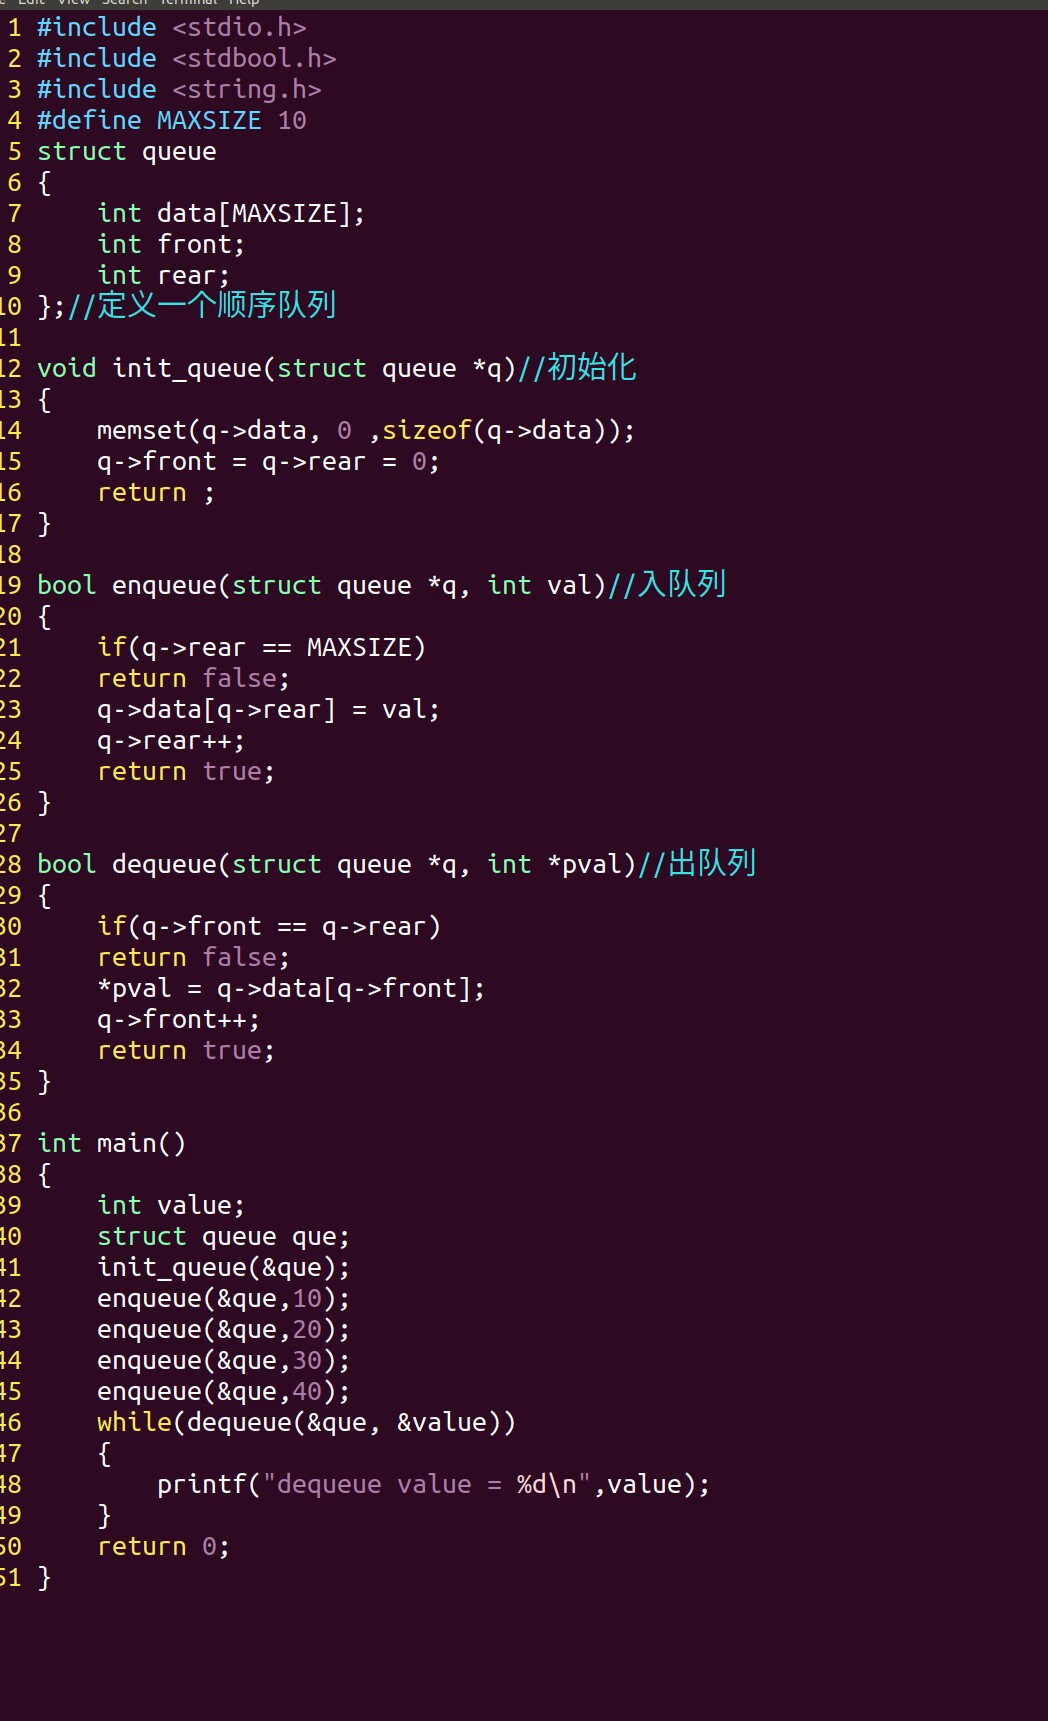 Edit View Search Terminal Help
1 #include <stdio.h>
2 #include <stdbool.h>
3 #include <string.h>
4 #define MAXSIZE 10
5 struct queue
6 {
7     int data[MAXSIZE];
8     int front;
9     int rear;
10 };//定义一个顺序队列
11
12 void init_queue(struct queue *q)//初始化
13 {
14     memset(q->data, 0 ,sizeof(q->data));
15     q->front = q->rear = 0;
16     return ;
17 }
18
19 bool enqueue(struct queue *q, int val)//入队列
20 {
21     if(q->rear == MAXSIZE)
22     return false;
23     q->data[q->rear] = val;
24     q->rear++;
25     return true;
26 }
27
28 bool dequeue(struct queue *q, int *pval)//出队列
29 {
30     if(q->front == q->rear)
31     return false;
32     *pval = q->data[q->front];
33     q->front++;
34     return true;
35 }
36
37 int main()
38 {
39     int value;
40     struct queue que;
41     init_queue(&que);
42     enqueue(&que,10);
43     enqueue(&que,20);
44     enqueue(&que,30);
45     enqueue(&que,40);
46     while(dequeue(&que, &value))
47     {
48         printf("dequeue value = %d\n",value);
49     }
50     return 0;
51 }